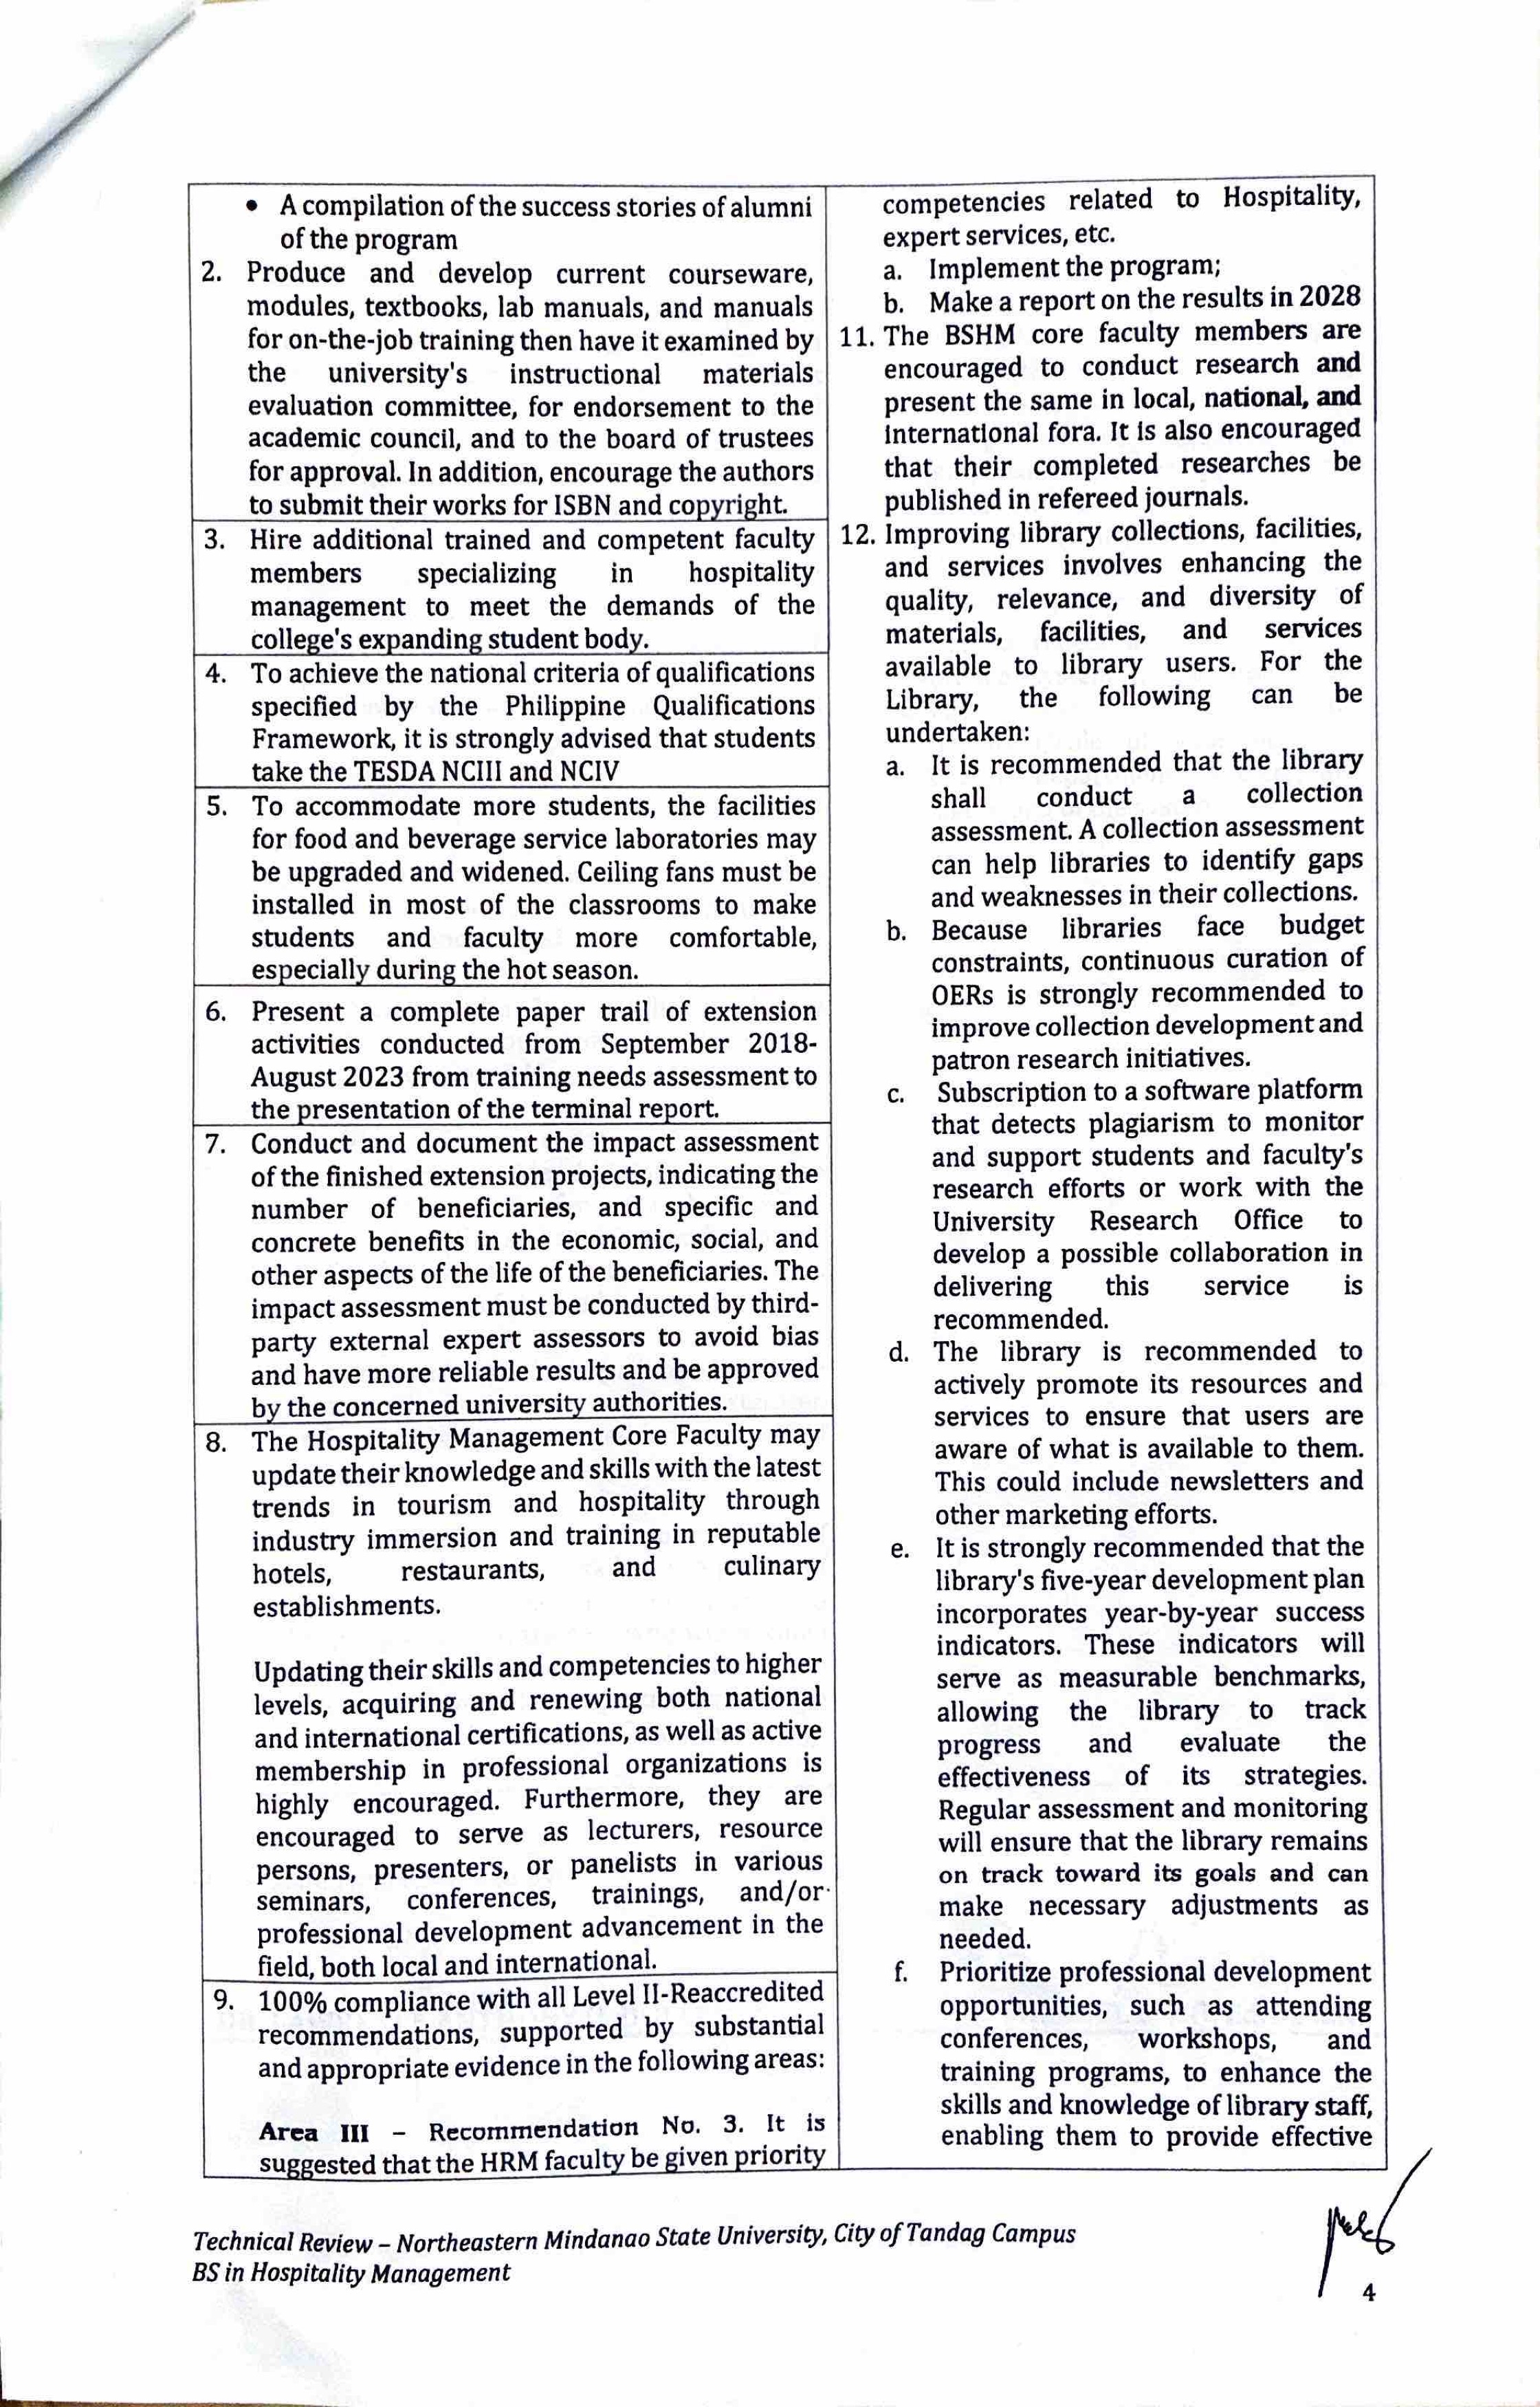 • A compilation of the success stories of alumni
of the program
2. Produce and develop current courseware,
modules, textbooks, lab manuals, and manuals
for on-the-job training then have it examined by
the university's instructional materials
evaluation committee, for endorsement to the
academic council, and to the board of trustees
for approval. In addition, encourage the authors
to submit their works for ISBN and copyright.
3. Hire additional trained and competent faculty
members specializing in hospitality
management to meet the demands of the
college's expanding student body.
4. To achieve the national criteria of qualifications
specified by the Philippine Qualifications
Framework, it is strongly advised that students
take the TESDA NCIII and NCIV
5. To accommodate more students, the facilities
for food and beverage service laboratories may
be upgraded and widened. Ceiling fans must be
installed in most of the classrooms to make
students and faculty more comfortable,
especially during the hot season.
6. Present a complete paper trail of extension
activities conducted from September 2018-
August 2023 from training needs assessment to
the presentation of the terminal report.
7. Conduct and document the impact assessment
of the finished extension projects, indicating the
number of beneficiaries, and specific and
concrete benefits in the economic, social, and
other aspects of the life of the beneficiaries. The
impact assessment must be conducted by third-
party external expert assessors to avoid bias
and have more reliable results and be approved
by the concerned university authorities.
8. The Hospitality Management Core Faculty may
update their knowledge and skills with the latest
trends in tourism and hospitality through
industry immersion and training in reputable
hotels, restaurants, and culinary
establishments.
Updating their skills and competencies to higher
levels, acquiring and renewing both national
and international certifications, as well as active
membership in professional organizations is
highly encouraged. Furthermore, they are
encouraged to serve as lecturers, resource
persons, presenters, or panelists in various
seminars, conferences, trainings, and/or
professional development advancement in the
field, both local and international.
9. 100% compliance with all Level II-Reaccredited
recommendations, supported by substantial
and appropriate evidence in the following areas:
Area III – Recommendation No. 3. It is
suggested that the HRM faculty be given priority
competencies related to Hospitality,
expert services, etc.
a. Implement the program;
b. Make a report on the results in 2028
11. The BSHM core faculty members are
encouraged to conduct research and
present the same in local, national, and
international fora. It is also encouraged
that their completed researches be
published in refereed journals.
12. Improving library collections, facilities,
and services involves enhancing the
quality, relevance, and diversity of
materials, facilities, and services
available to library users. For the
Library, the following can be
undertaken:
a. It is recommended that the library
shall conduct a collection
assessment. A collection assessment
can help libraries to identify gaps
and weaknesses in their collections.
b. Because libraries face budget
constraints, continuous curation of
OERs is strongly recommended to
improve collection development and
patron research initiatives.
c. Subscription to a software platform
that detects plagiarism to monitor
and support students and faculty's
research efforts or work with the
University Research Office to
develop a possible collaboration in
delivering this service is
recommended.
d. The library is recommended to
actively promote its resources and
services to ensure that users are
aware of what is available to them.
This could include newsletters and
other marketing efforts.
e. It is strongly recommended that the
library's five-year development plan
incorporates year-by-year success
indicators. These indicators will
serve as measurable benchmarks,
allowing the library to track
progress and evaluate the
effectiveness of its strategies.
Regular assessment and monitoring
will ensure that the library remains
on track toward its goals and can
make necessary adjustments as
needed.
f. Prioritize professional development
opportunities, such as attending
conferences, workshops, and
training programs, to enhance the
skills and knowledge of library staff,
enabling them to provide effective
Technical Review – Northeastern Mindanao State University, City of Tandag Campus
BS in Hospitality Management
4